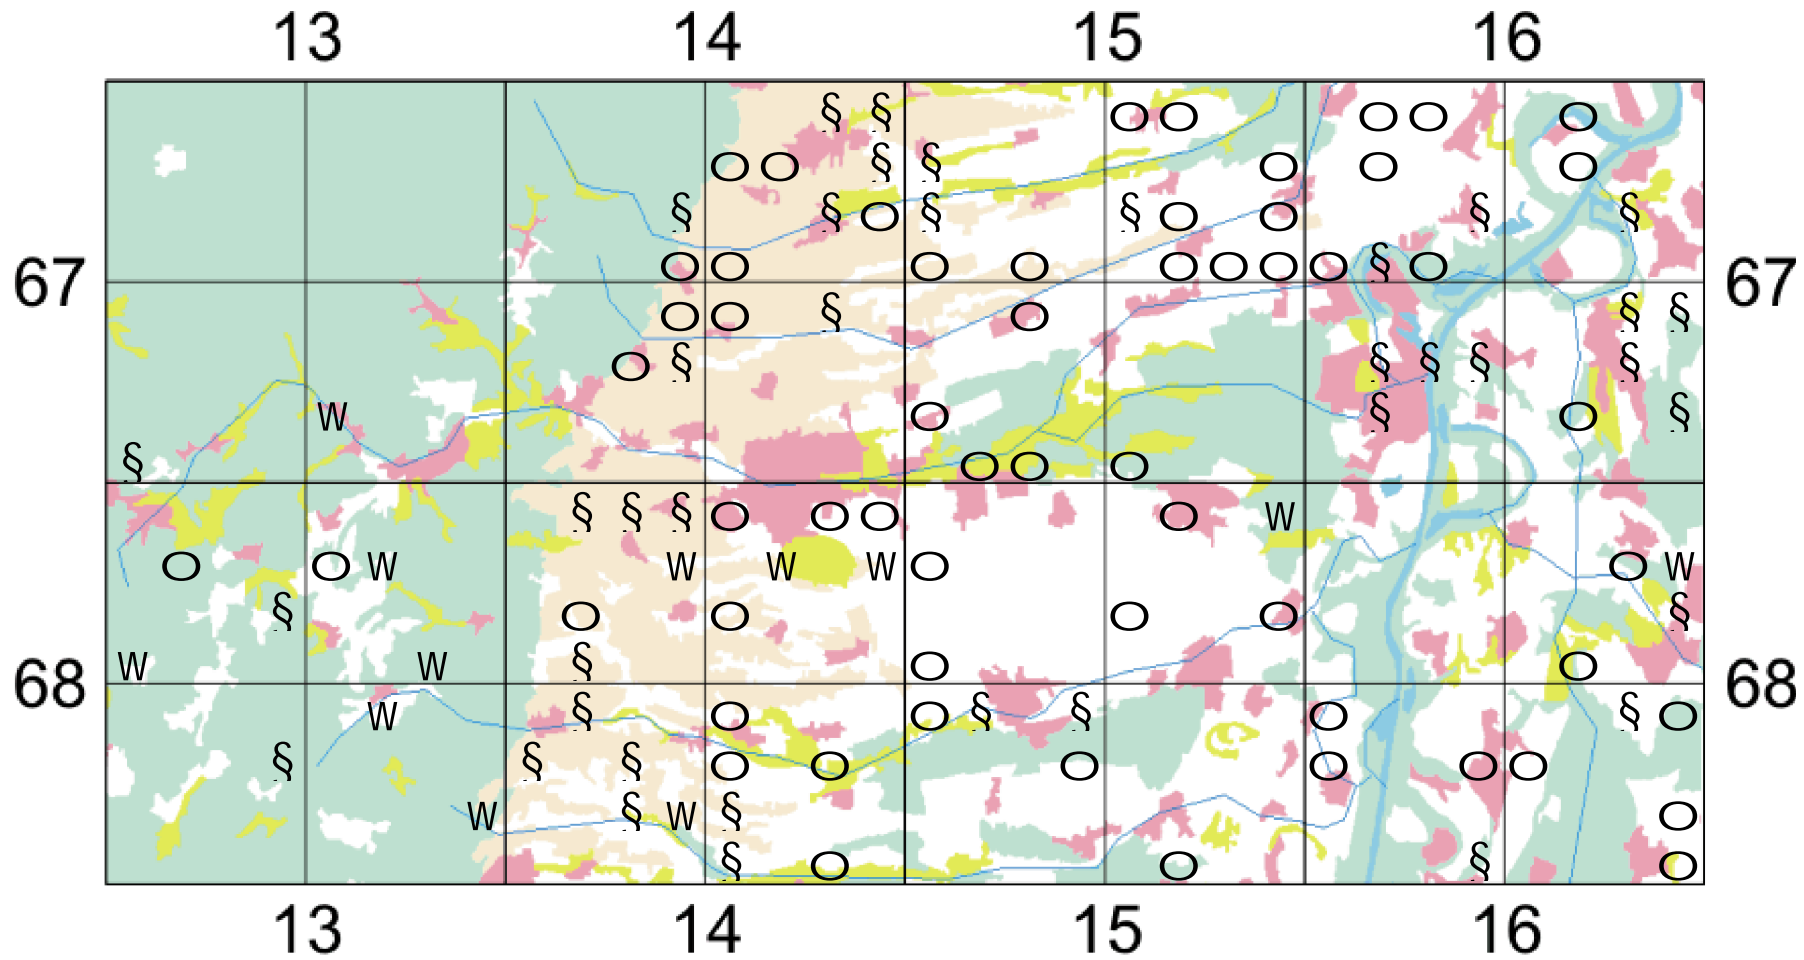 13 14 15 16
§ § O O O O O
O O § § O O O
§ § O § § O O § §
O O O O O O O O § O
67 67
O O § O § §
O § § § § §
W O § O §
§ O O O
§ § § O O O O W
O O W W W W O O W
§ O O O O §
W W § O O
68 68
W § O O § § O § O
§ § § O O O O O O
W § W § O
§ O O § O
13 14 15 16